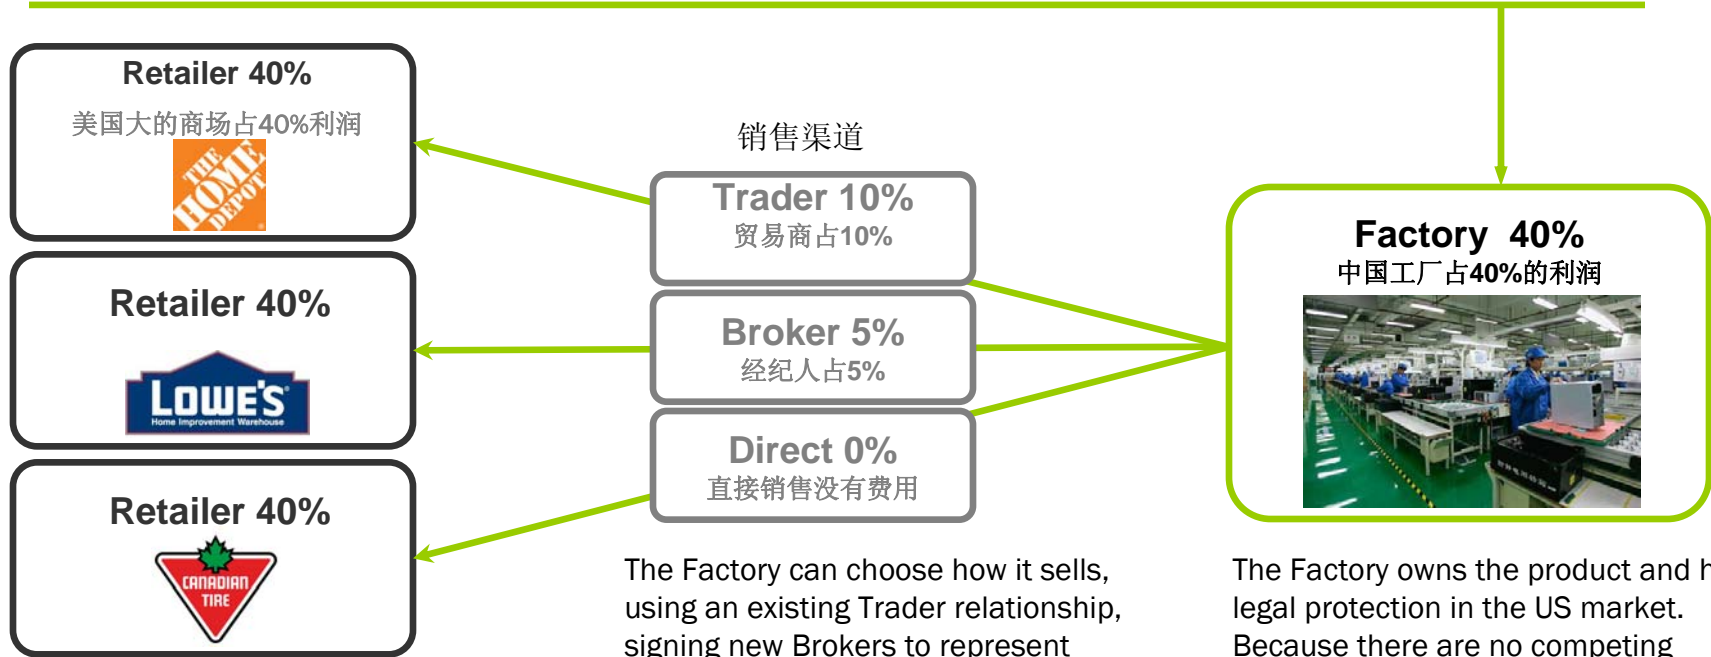 Retailer 40%
美国大的商场占40%利润
THE
HOME
DEPOT
Retailer 40%
LOWE'S
Home Improvement Warehouse
Retailer 40%
CANADIAN
TIRE
销售渠道
Trader 10%
贸易商占10%
Broker 5%
经纪人占5%
Direct 0%
直接销售没有费用
The Factory can choose how it sells,
using an existing Trader relationship,
signing new Brokers to represent
Factory 40%
中国工厂占40%的利润
The Factory owns the product and
legal protection in the US market.
Because there are no competing